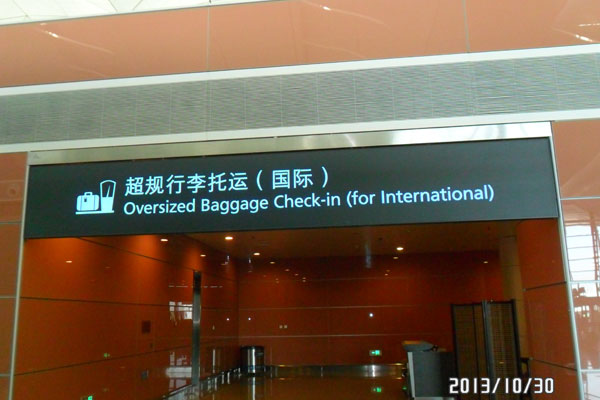 超规行李托运（国际）
Oversized Baggage Check-in (for International)
2013/10/30